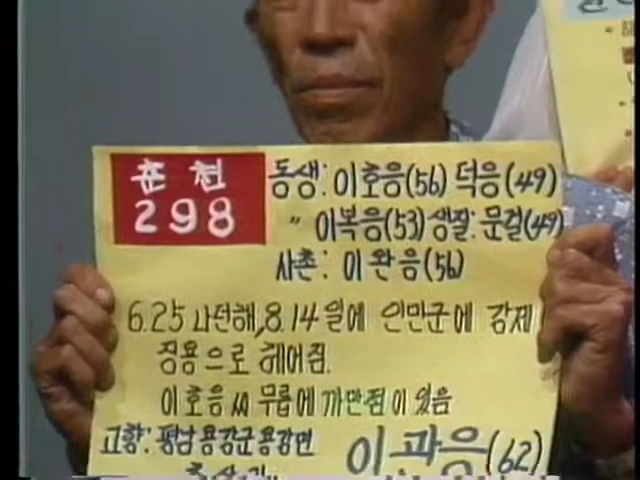 춘천
298
동생: 이호응(56) 덕응(49)
〃 이복응(53) 생질: 문걸(49)
사촌: 이완응(56)
6.25 나던해, 8.14 일에 인민군에 강제
징용으로 헤어짐.
이호응씨 무릎에 까만점이 있음
고향: 평남용강군용강면
이관응(62)